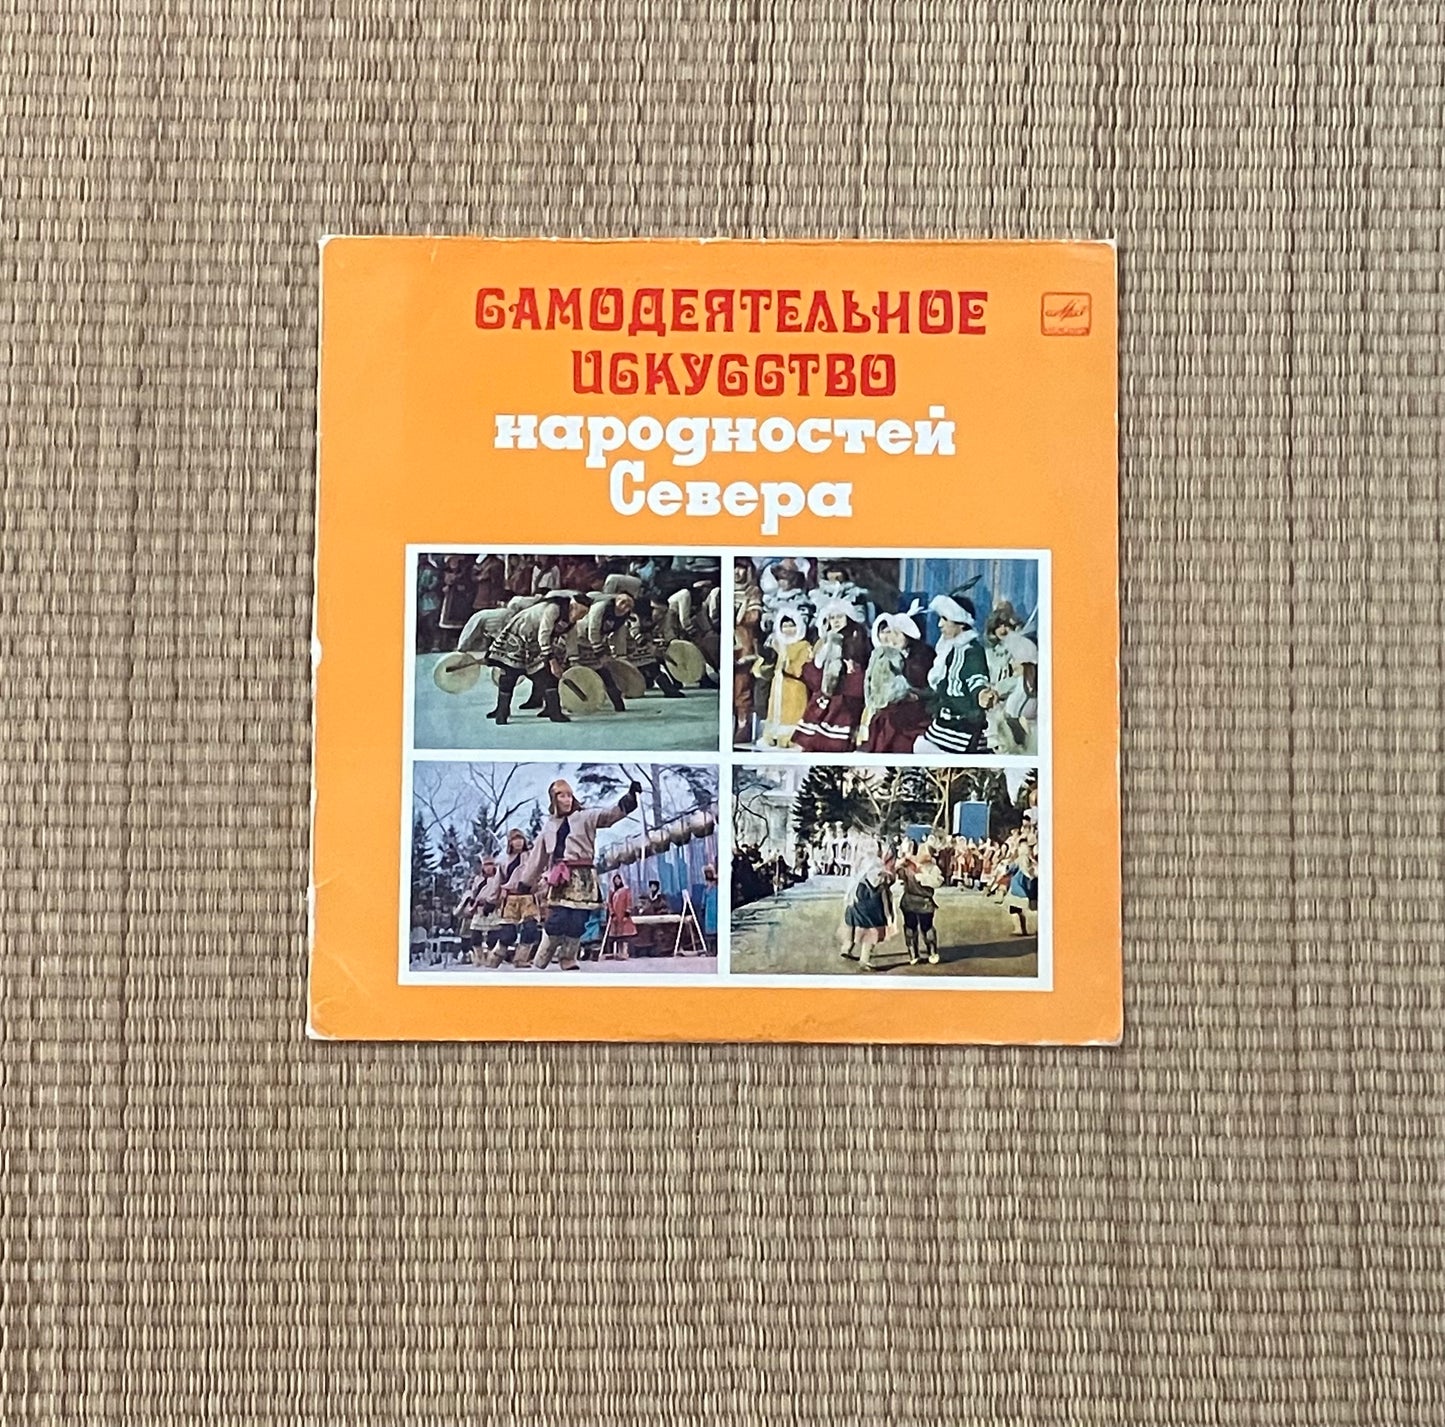 САМОДЕЯТЕЛЬНОЕ
ИСКУССТВО
народностей
Севера